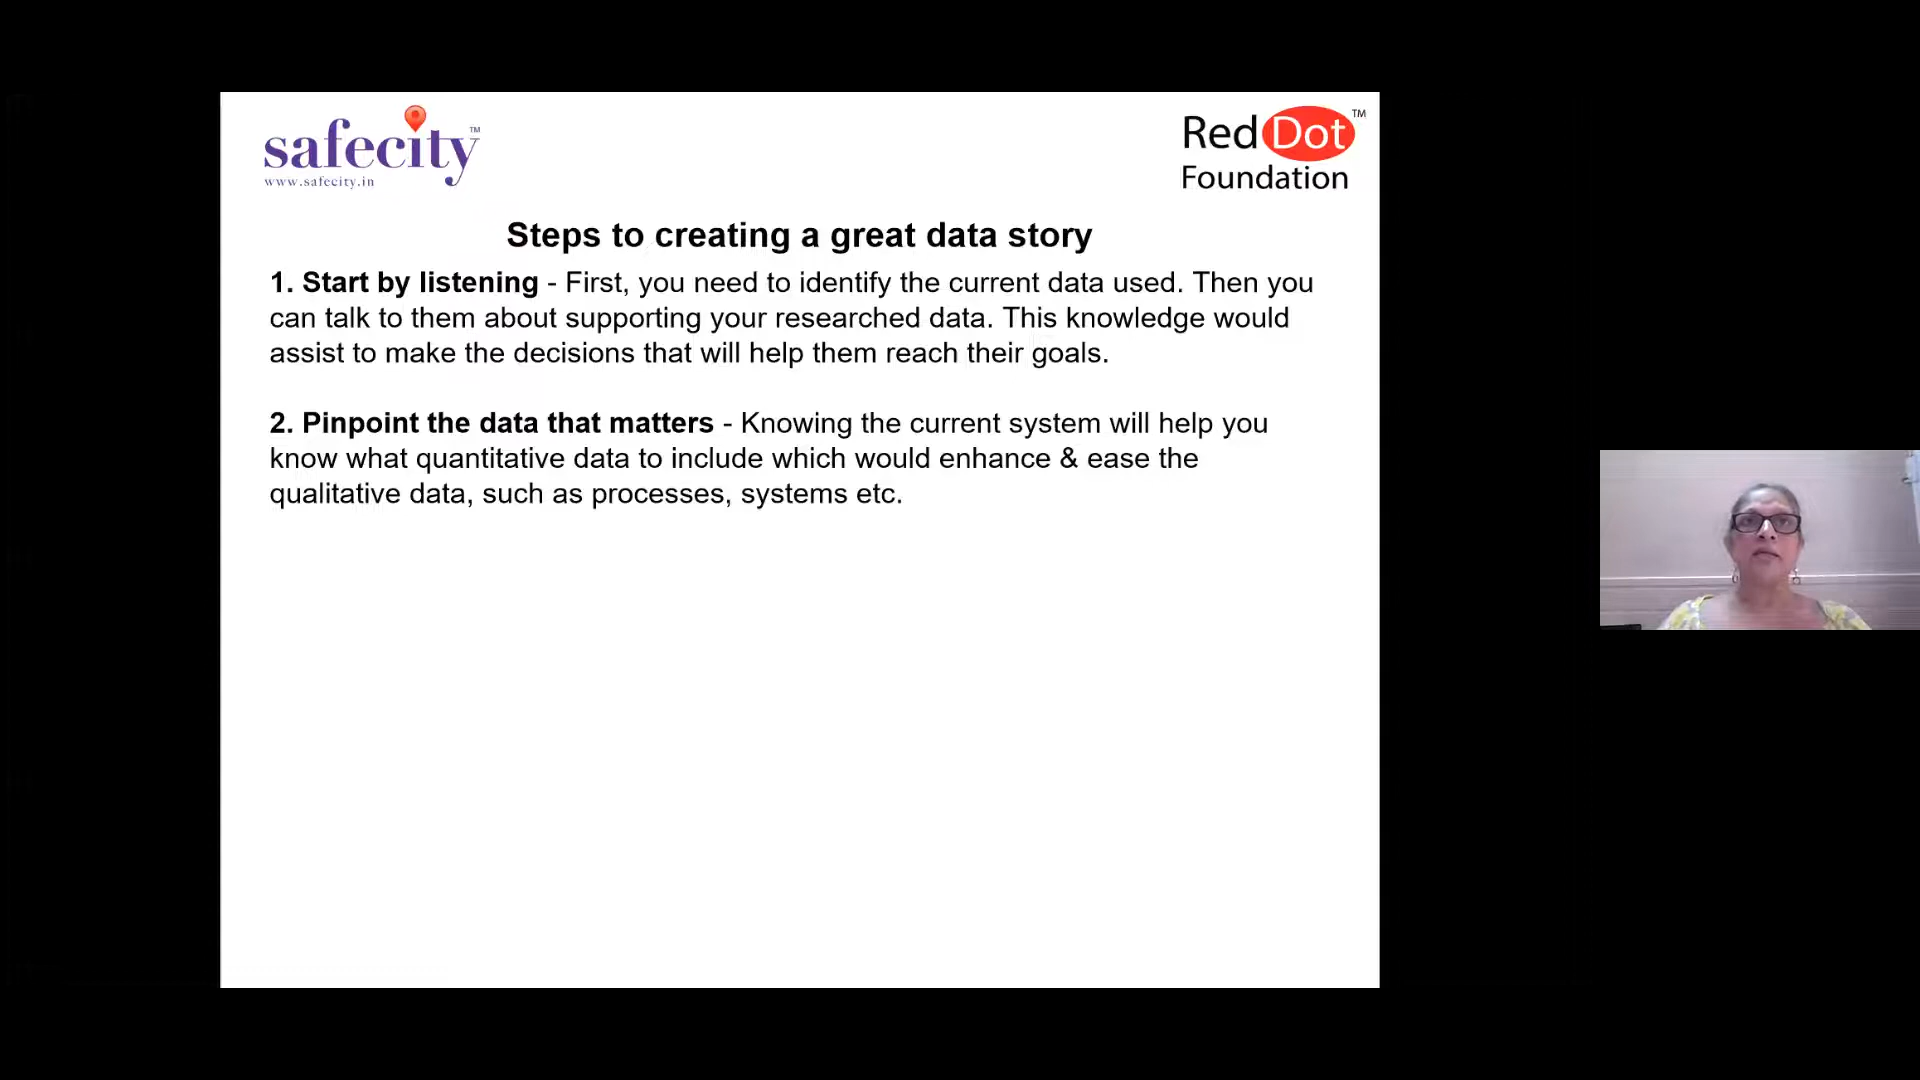 safecity™
www.safecity.in
Red Dot™
Foundation
Steps to creating a great data story
1. Start by listening - First, you need to identify the current data used. Then you
can talk to them about supporting your researched data. This knowledge would
assist to make the decisions that will help them reach their goals.
2. Pinpoint the data that matters - Knowing the current system will help you
know what quantitative data to include which would enhance & ease the
qualitative data, such as processes, systems etc.